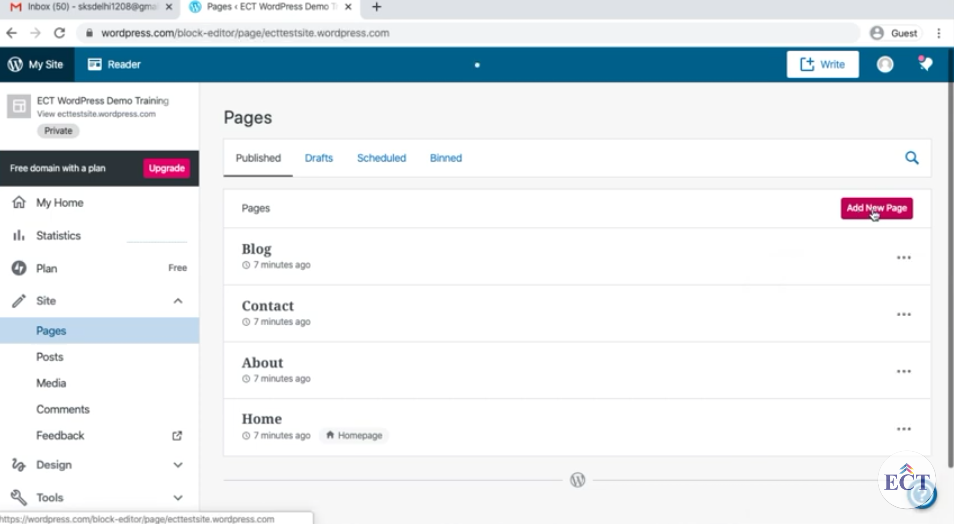 Inbox (50) - sksdelhi1208@gmai
Pages ‹ ECT WordPress Demo T
wordpress.com/block-editor/page/ecttestsite.wordpress.com
Guest
My Site
Reader
Write
ECT WordPress Demo Training
View ecttestsite.wordpress.com
Private
Free domain with a plan
Upgrade
My Home
Statistics
Plan
Free
Site
Pages
Posts
Media
Comments
Feedback
Design
Tools
Pages
Published
Drafts
Scheduled
Binned
Pages
Add New Page
Blog
7 minutes ago
Contact
7 minutes ago
About
7 minutes ago
Home
7 minutes ago
Homepage
ECT
https://wordpress.com/block-editor/page/ecttestsite.wordpress.com